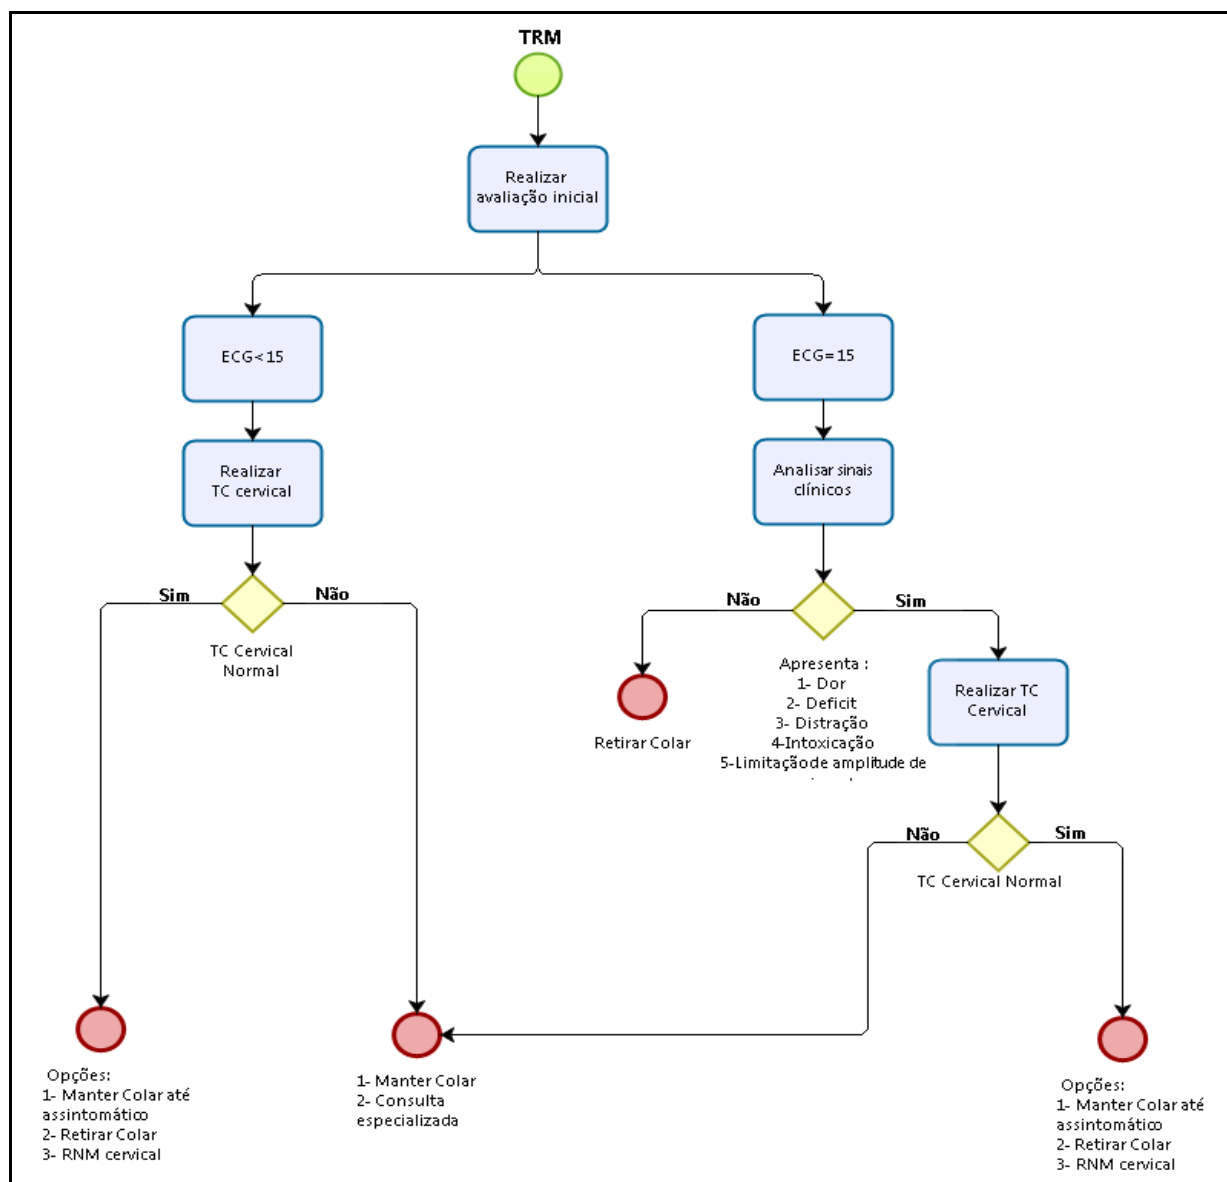 TRM
Realizar
avaliação inicial
ECG<15
ECG=15
Realizar
TC cervical
Analisar sinais
clínicos
Sim
Não
TC Cervical
Normal
Não
Sim
Apresenta :
1- Dor
2- Deficit
3- Distração
4-Intoxicação
5-Limitação de amplitude de
Retirar Colar
Realizar TC
Cervical
Não
Sim
TC Cervical Normal
Opções:
1- Manter Colar até
assintomático
2- Retirar Colar
3- RNM cervical
1- Manter Colar
2- Consulta
especializada
Opções:
1- Manter Colar até
assintomático
2- Retirar Colar
3- RNM cervical